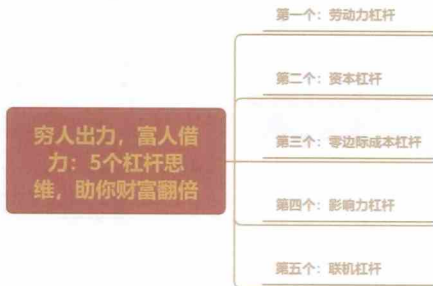 穷人出力，富人借
力：5个杠杆思
维，助你财富翻倍
第一个：劳动力杠杆
第二个：资本杠杆
第三个：零边际成本杠杆
第四个：影响力杠杆
第五个：联机杠杆